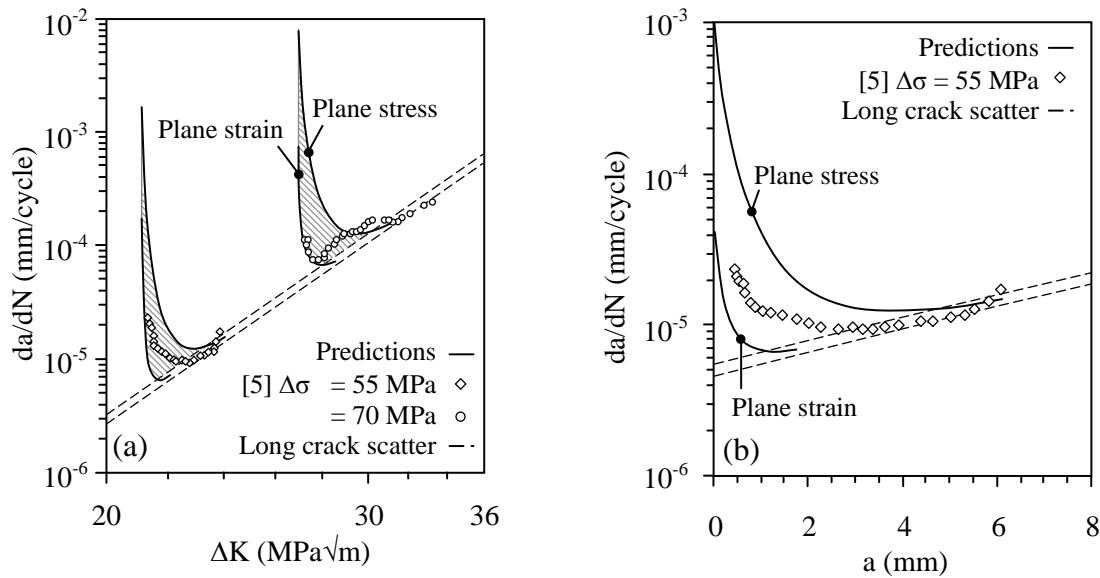 10⁻²
10⁻³
10⁻⁴
10⁻⁵
10⁻⁶
da/dN (mm/cycle)
Plane stress
Plane strain
Predictions
[5] Δσ = 55 MPa
= 70 MPa
Long crack scatter
(a)
20
30
36
ΔK (MPa√m)
10⁻³
10⁻⁴
10⁻⁵
10⁻⁶
da/dN (mm/cycle)
Predictions
[5] Δσ = 55 MPa
Long crack scatter
Plane stress
Plane strain
(b)
0
2
4
6
8
a (mm)